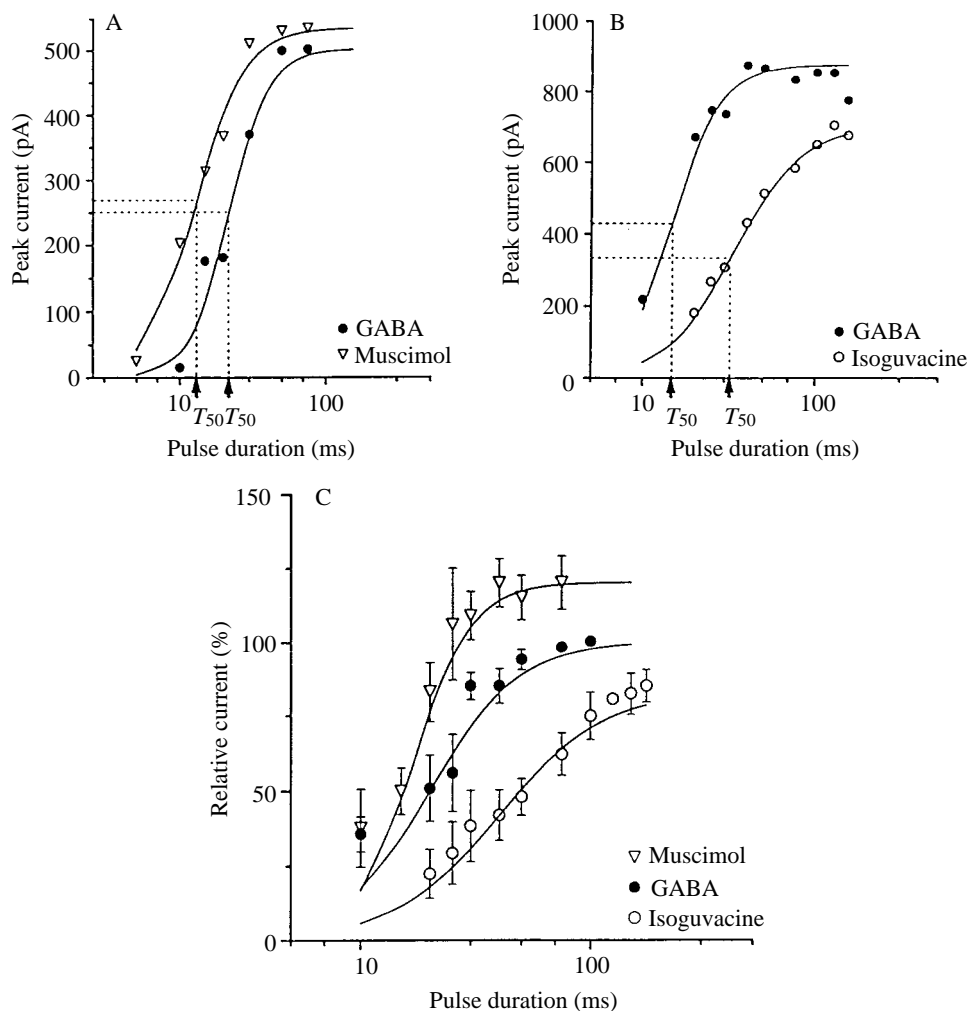 A
500
400
300
200
100
0
Peak current (pA)
GABA
Muscimol
10
100
T50 T50
Pulse duration (ms)
B
1000
800
600
400
200
0
Peak current (pA)
GABA
Isoguvacine
10
100
T50
T50
Pulse duration (ms)
C
150
100
50
0
Relative current (%)
Muscimol
GABA
Isoguvacine
10
100
Pulse duration (ms)